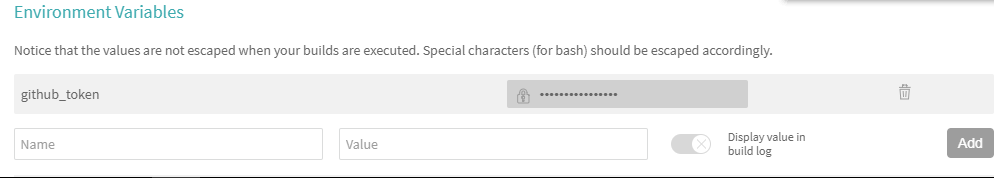 Environment Variables
Notice that the values are not escaped when your builds are executed. Special characters (for bash) should be escaped accordingly.
github_token ••••••••••••••••
Name Value Display value in
build log Add